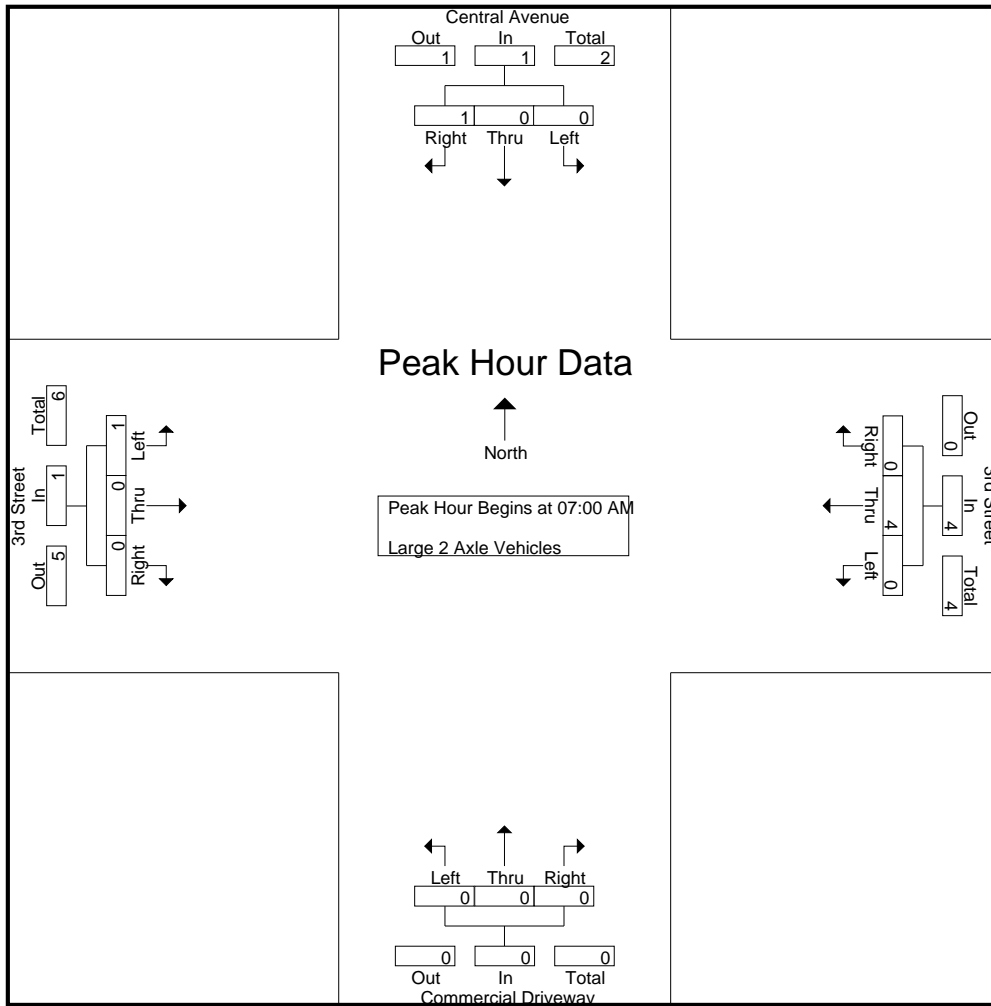 Central Avenue
Out In Total
1 1 2
1 0 0
Right Thru Left
Peak Hour Data
North
Peak Hour Begins at 07:00 AM
Large 2 Axle Vehicles
3rd Street
Total In Out
6 1 5
1 0 0
Left Thru Right
3rd Street
Out In Total
0 4 4
0 4 0
Right Thru Left
Left Thru Right
0 0 0
0 0 0
Out In Total
Commercial Driveway